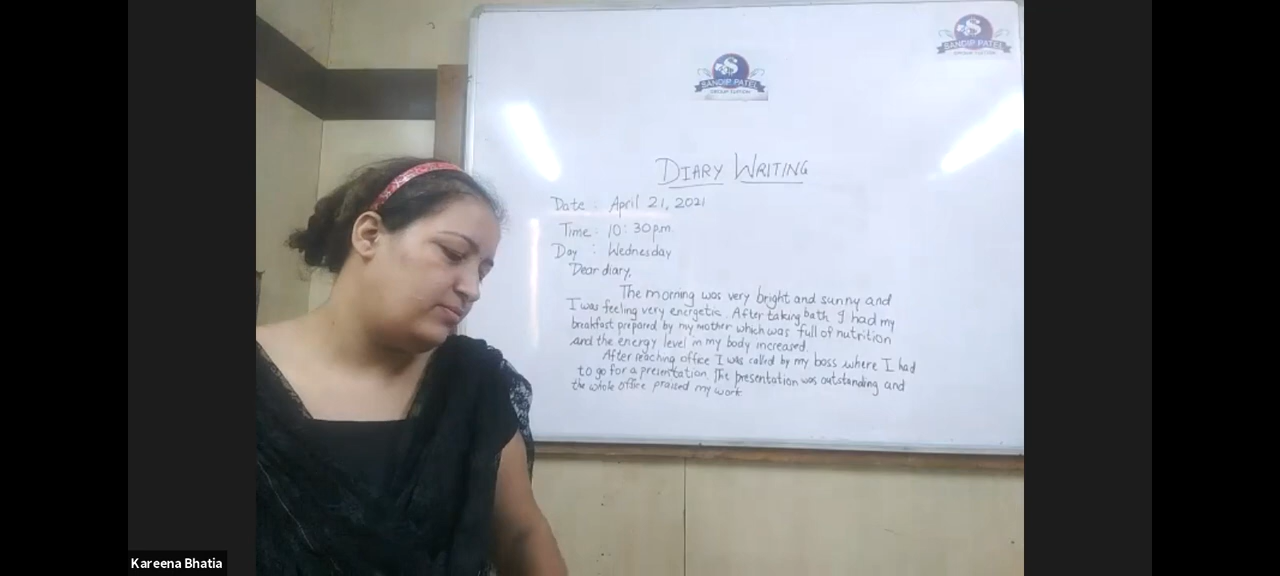 SANDIP PATEL
GROUP TUITION
SANDIP PATEL
GROUP TUITION
DIARY WRITING
Date : April 21, 2021
Time : 10:30pm.
Day : Wednesday
Dear diary,
The morning was very bright and sunny and
I was feeling very energetic. After taking bath I had my
breakfast prepared by my mother which was full of nutrition
and the energy level in my body increased.
After reaching office I was called by my boss where I had
to go for a presentation. The presentation was outstanding and
the whole office praised my work
Kareena Bhatia